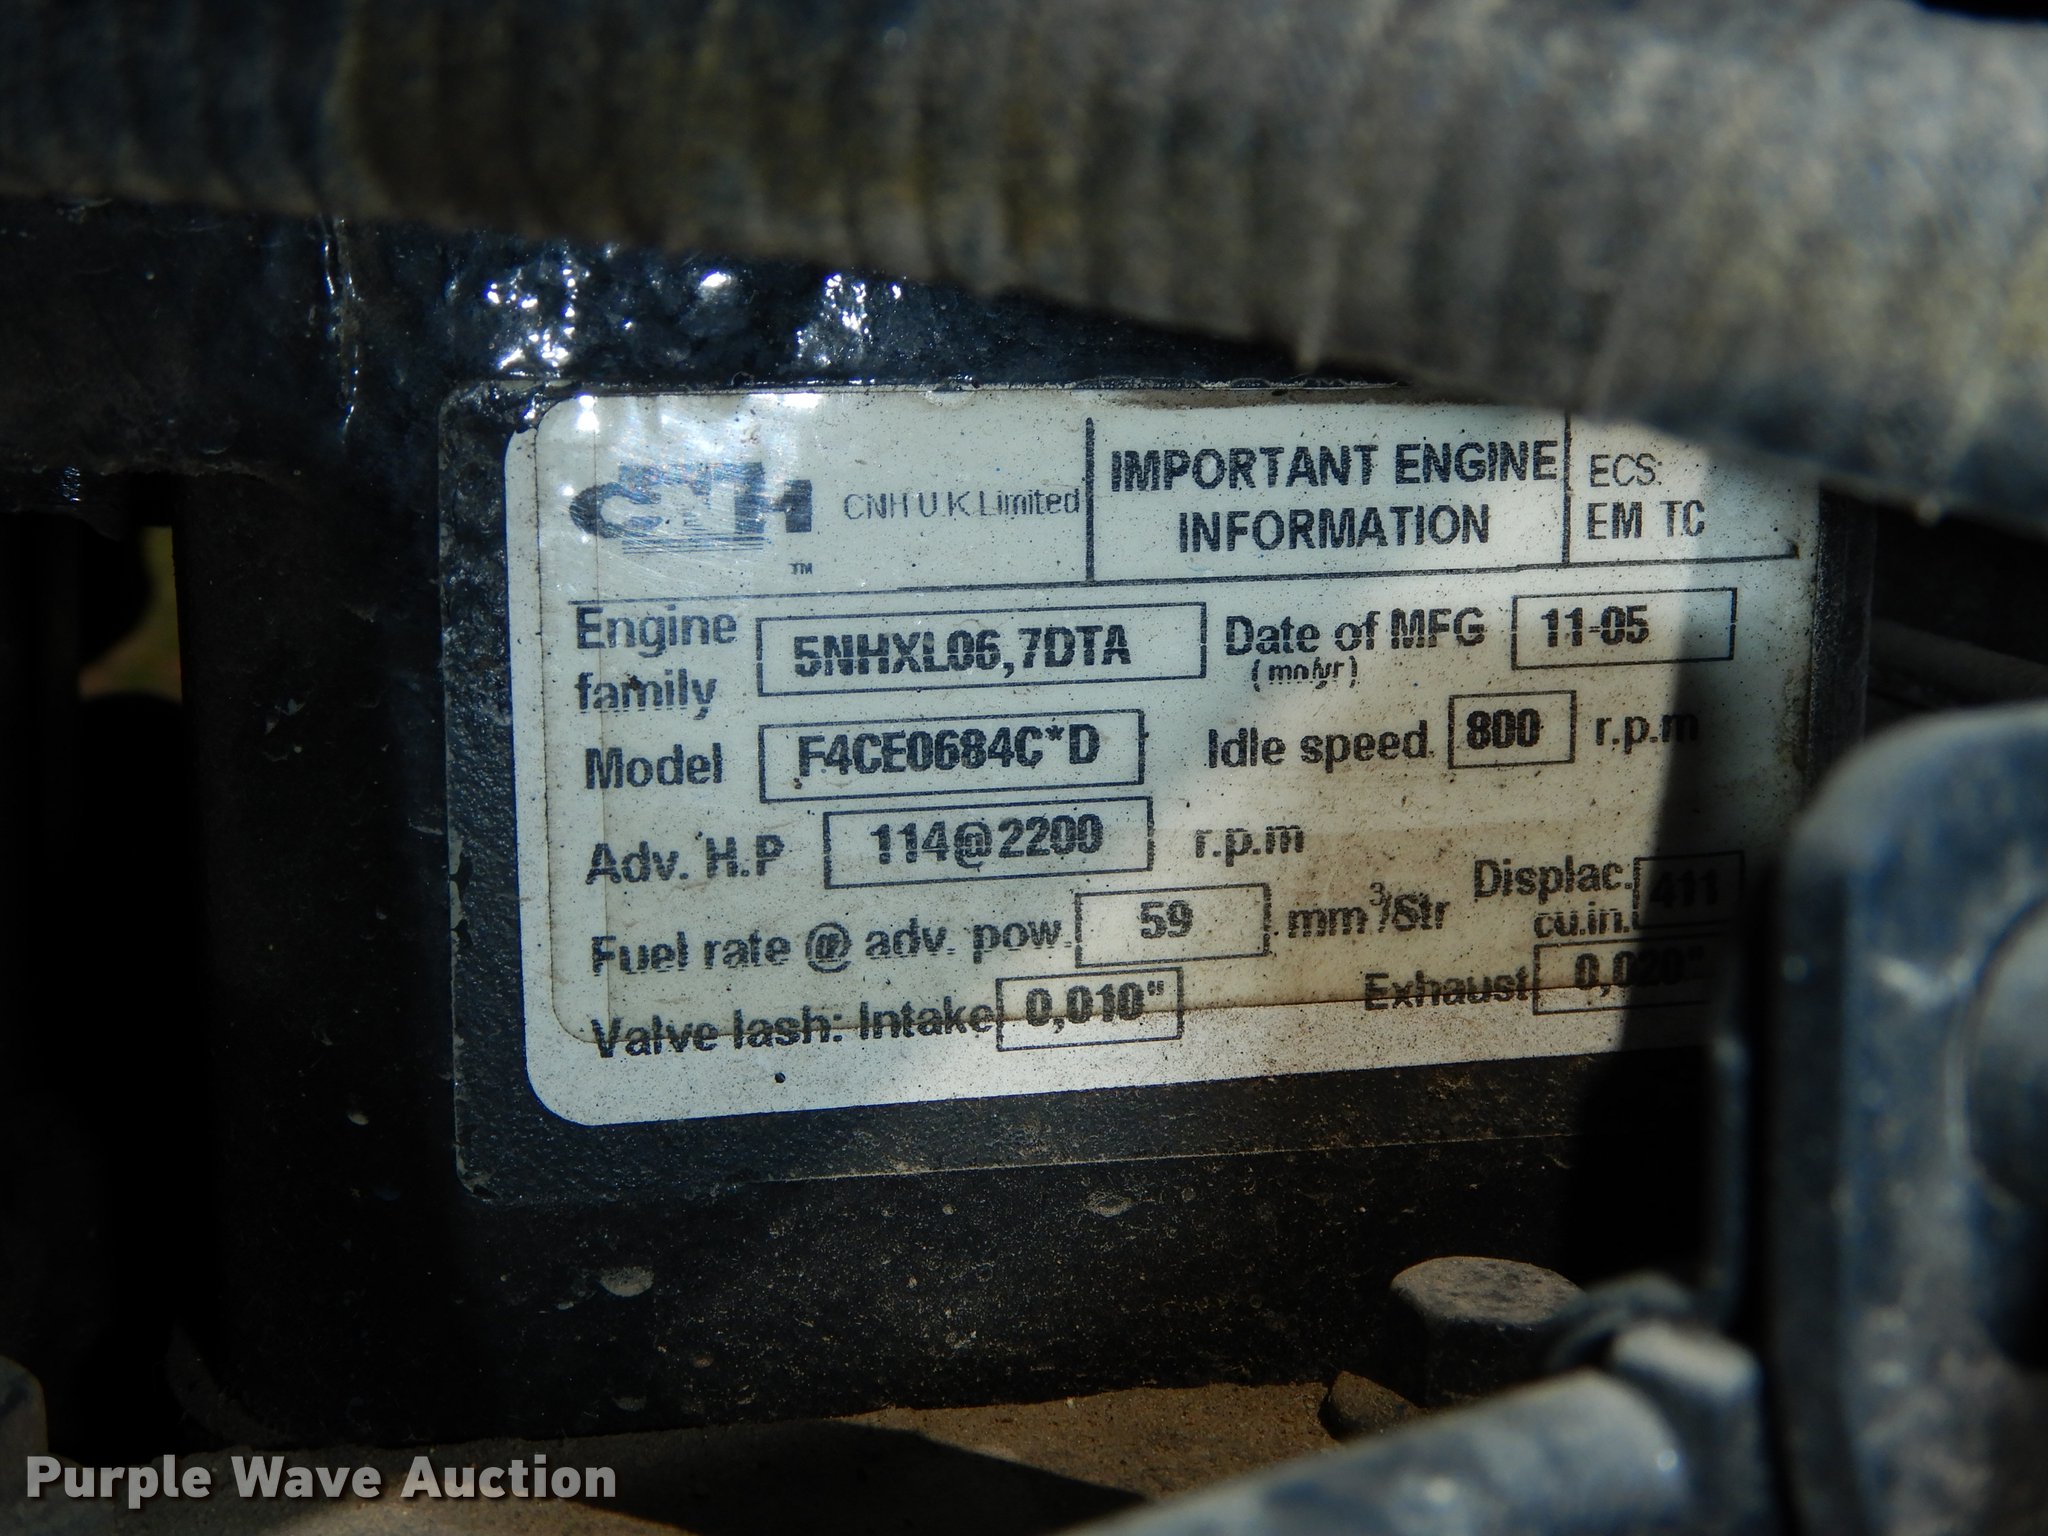 CNH ™ CNH U.K Limited
IMPORTANT ENGINE
INFORMATION
ECS:
EM TC
Engine
family 5NHXL06,7DTA
Date of MFG 11-05
(mo/yr)
Model F4CE0684C*D
Idle speed 800 r.p.m
Adv. H.P 114@2200 r.p.m
Displac. 411
cu.in.
Fuel rate @ adv. pow. 59 mm³/Str
Valve lash: Intake 0,010"
Exhaust 0,020"
Purple Wave Auction